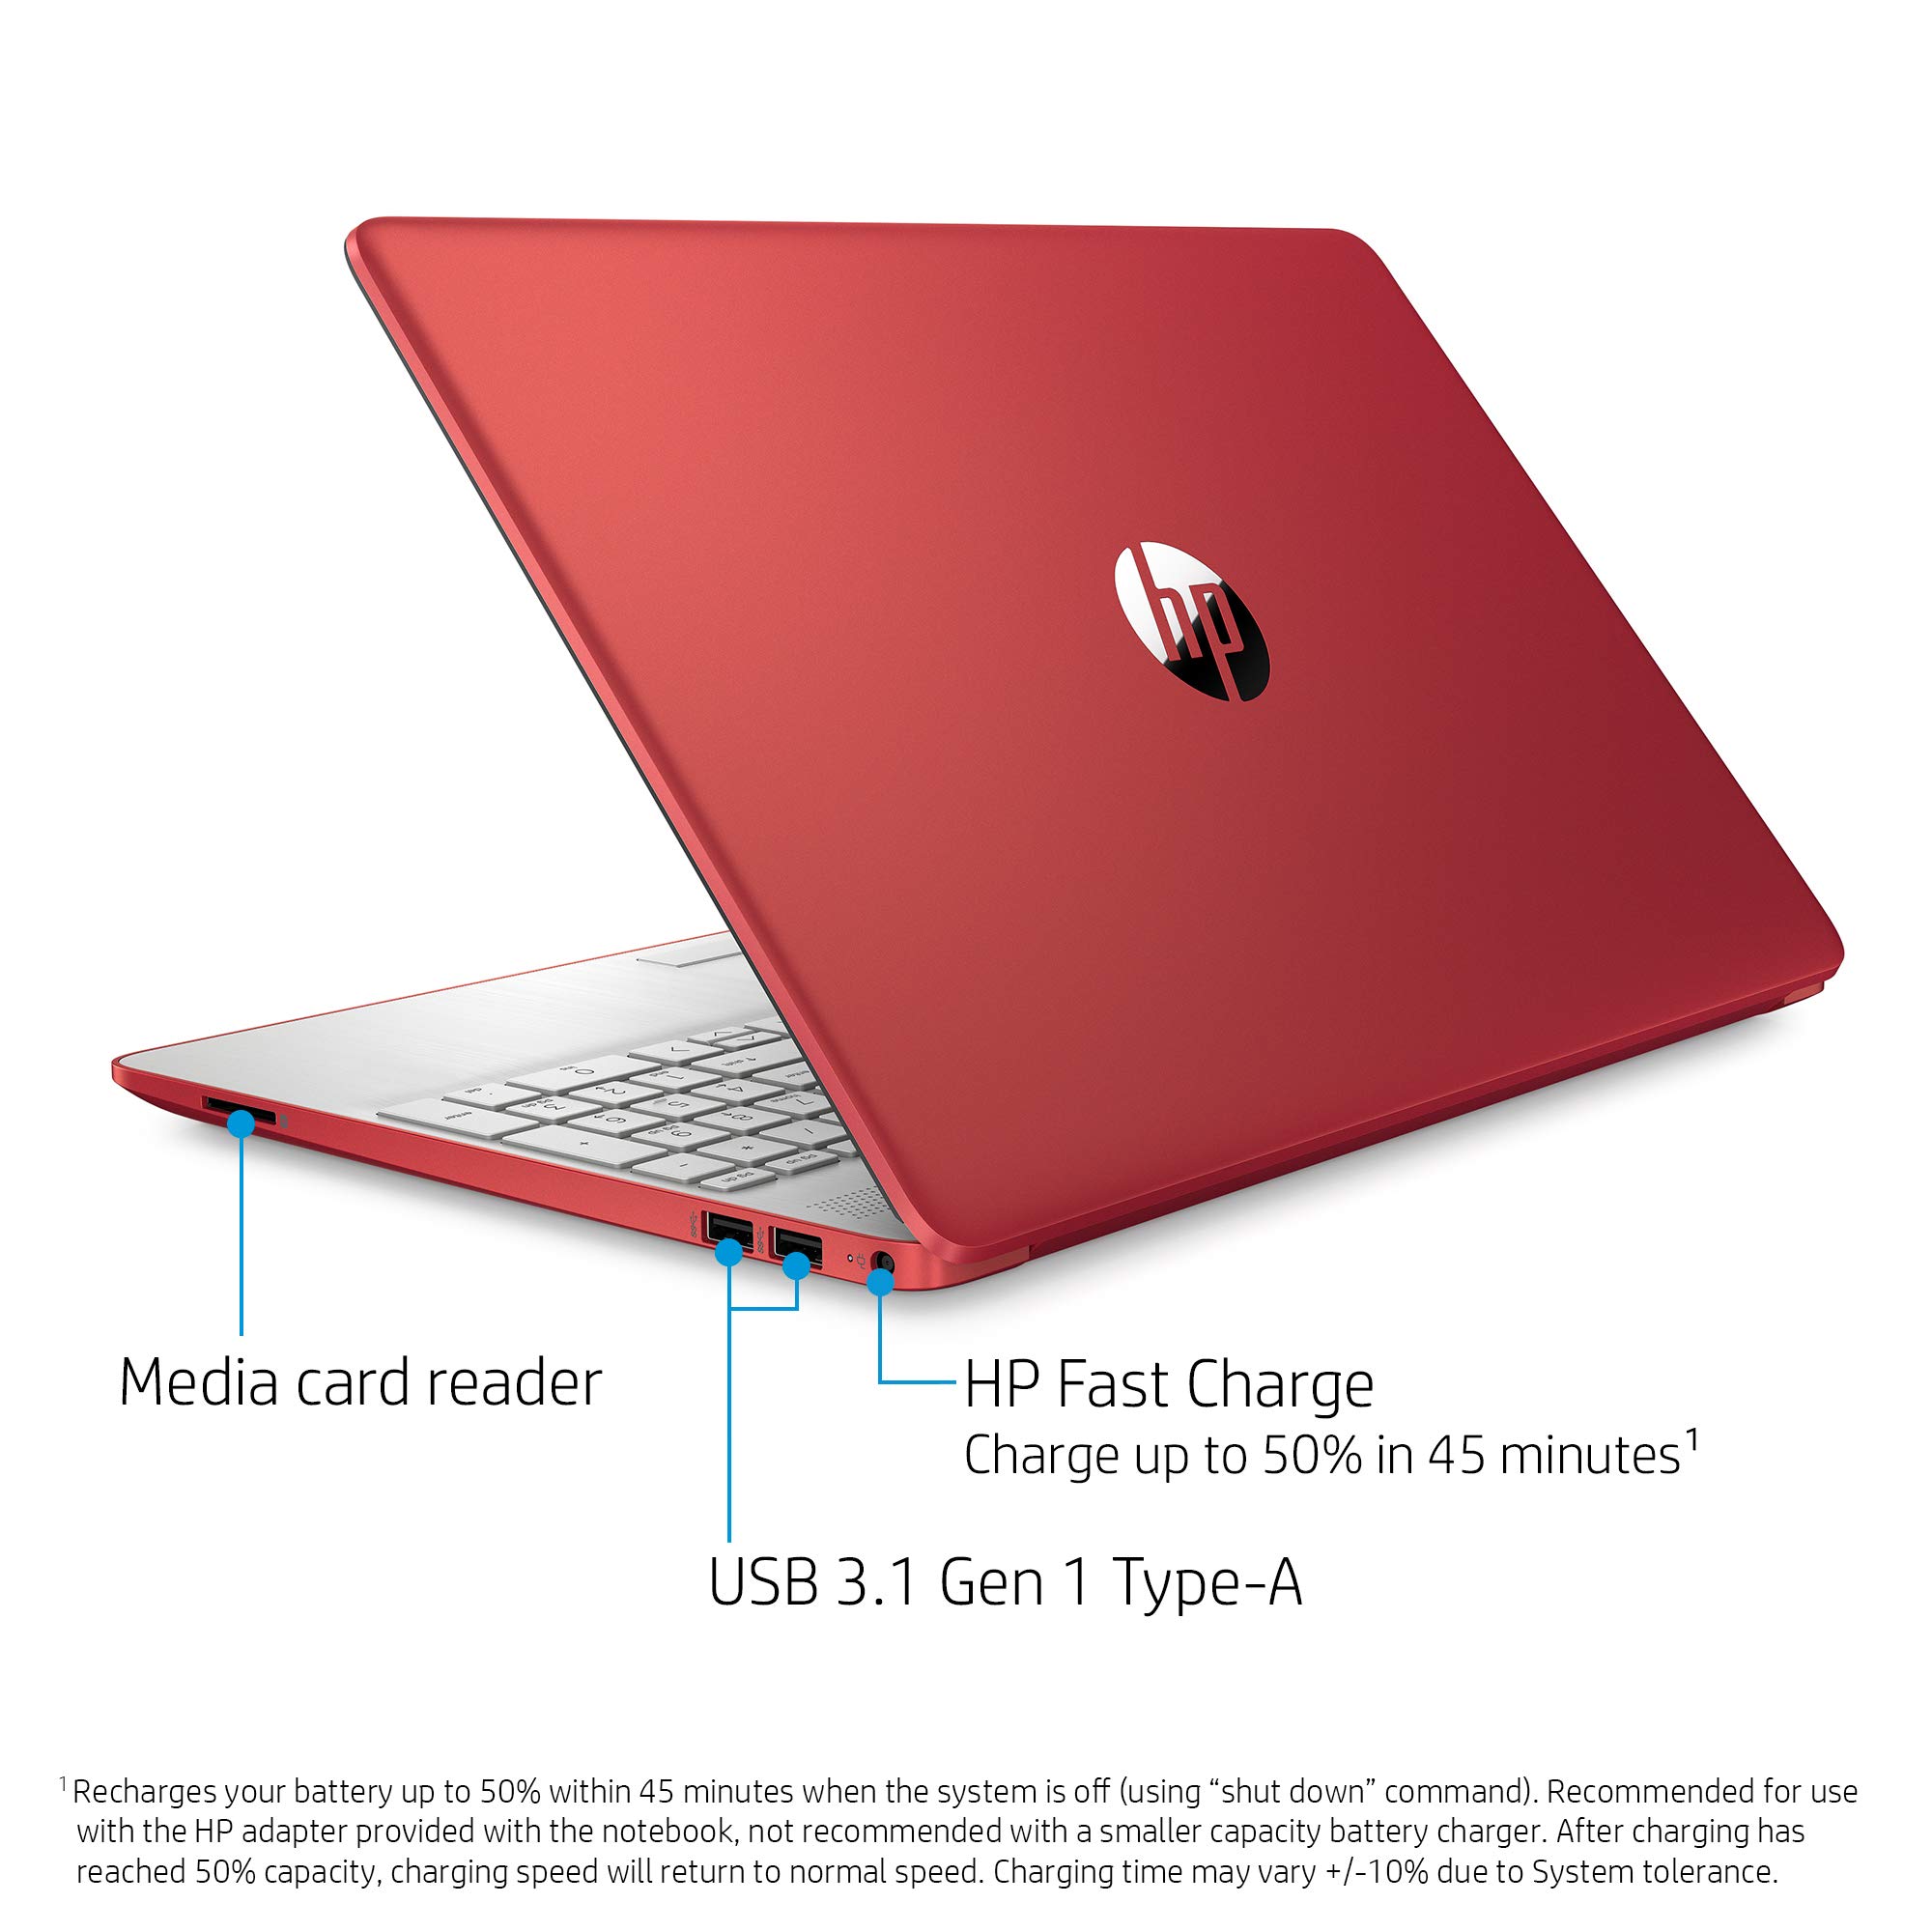 hp
Media card reader
HP Fast Charge
Charge up to 50% in 45 minutes¹
USB 3.1 Gen 1 Type-A
¹ Recharges your battery up to 50% within 45 minutes when the system is off (using “shut down” command). Recommended for use
with the HP adapter provided with the notebook, not recommended with a smaller capacity battery charger. After charging has
reached 50% capacity, charging speed will return to normal speed. Charging time may vary +/-10% due to System tolerance.